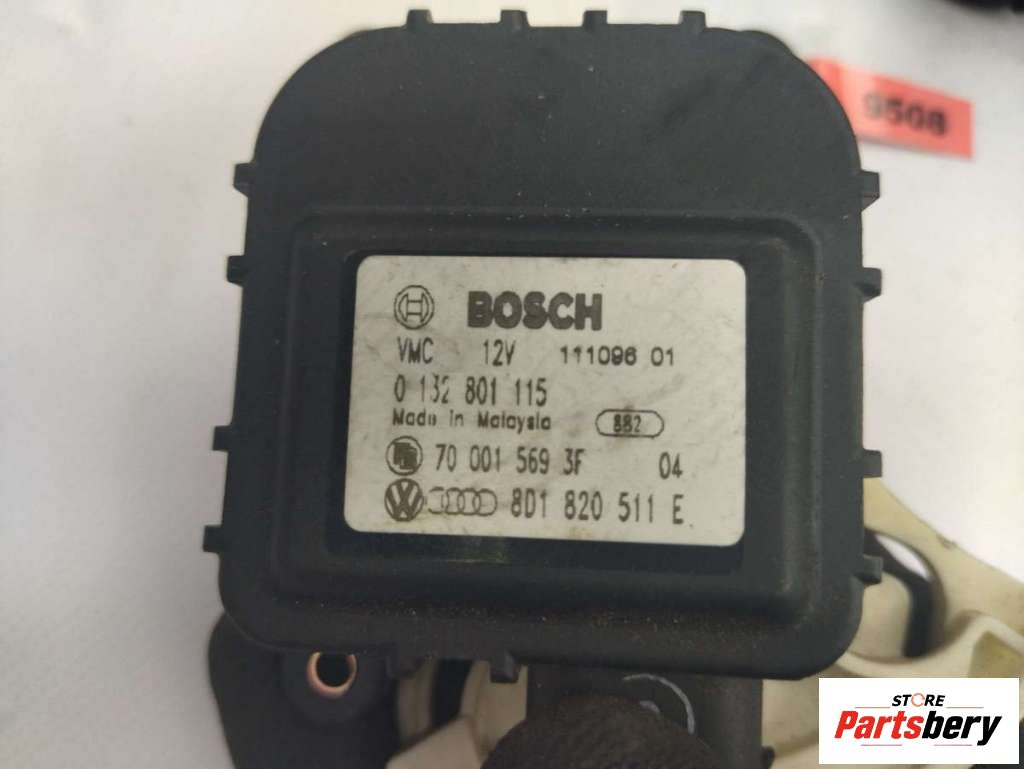 9508
BOSCH
VMC 12V 111096 01
0 132 801 115
Made in Malaysia 882
70 001 569 3F 04
8D1 820 511 E
STORE
Partsbery